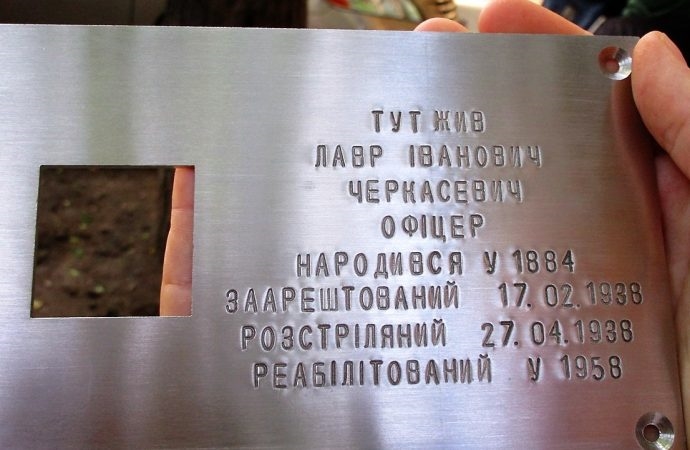 ТУТ ЖИВ
ЛАВР ІВАНОВИЧ
ЧЕРКАСЕВИЧ
ОФІЦЕР
НАРОДИВСЯ У 1884
ЗААРЕШТОВАНИЙ 17.02.1938
РОЗСТРІЛЯНИЙ 27.04.1938
РЕАБІЛІТОВАНИЙ У 1958